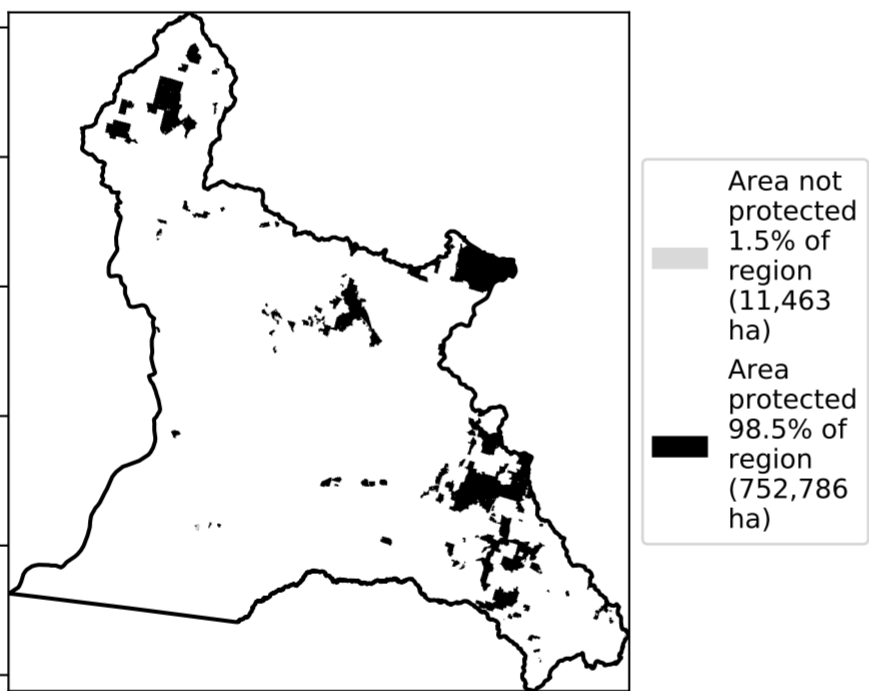 Area not
protected
1.5% of
region
(11,463
ha)
Area
protected
98.5% of
region
(752,786
ha)